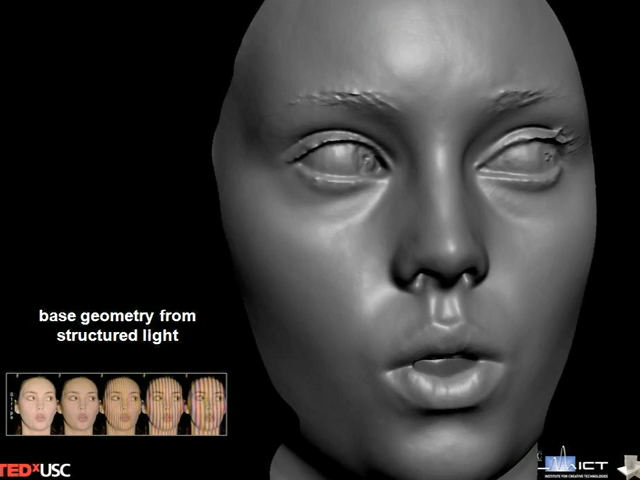 base geometry from
structured light
TEDxUSC
ICT
INSTITUTE FOR CREATIVE TECHNOLOGIES